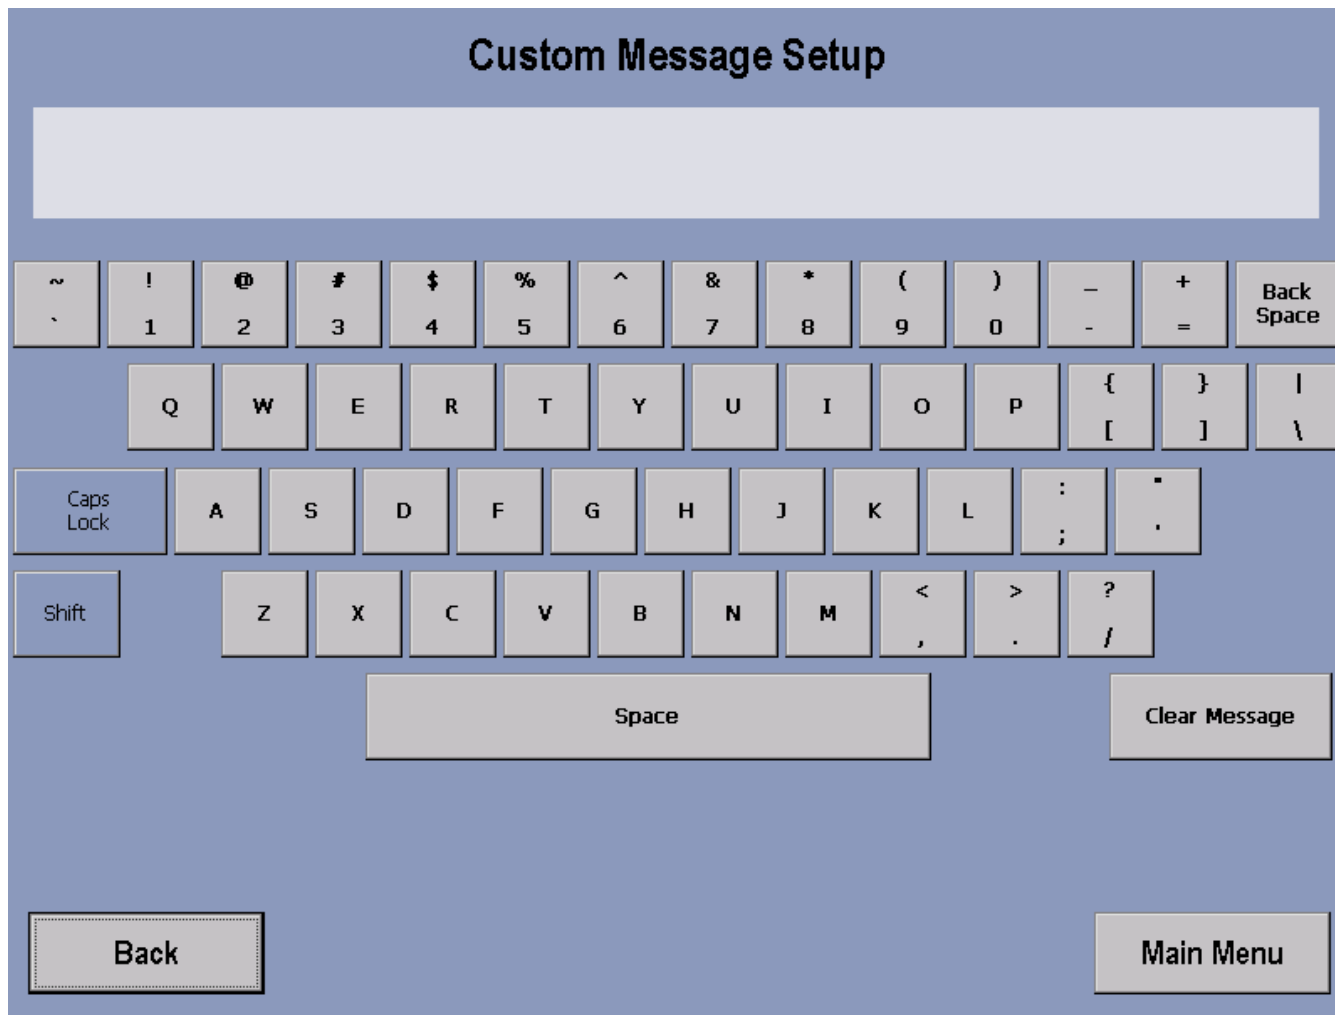 Custom Message Setup
~ ! @ # $ % ^ & * ( ) _ + Back
` 1 2 3 4 5 6 7 8 9 0 - = Space
Q W E R T Y U I O P { } |
[ ] \
Caps
Lock A S D F G H J K L : "
; '
Shift Z X C V B N M < > ?
, . /
Space Clear Message
Back Main Menu